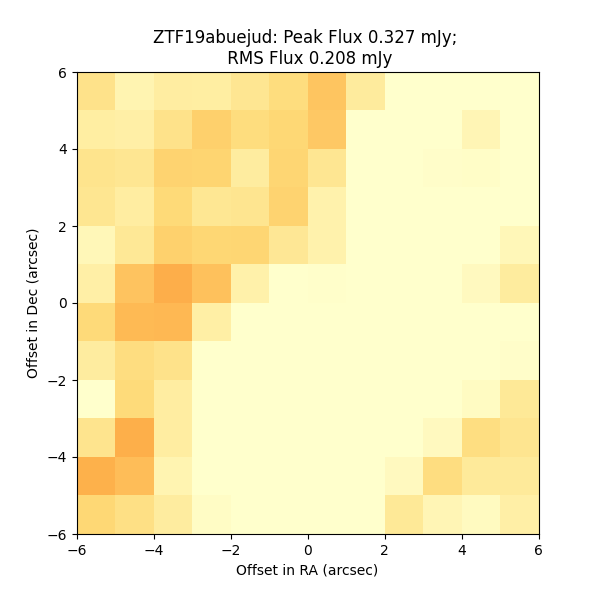 ZTF19abuejud: Peak Flux 0.327 mJy;
RMS Flux 0.208 mJy
6
4
2
0
−2
−4
−6
Offset in Dec (arcsec)
−6 −4 −2 0 2 4 6
Offset in RA (arcsec)